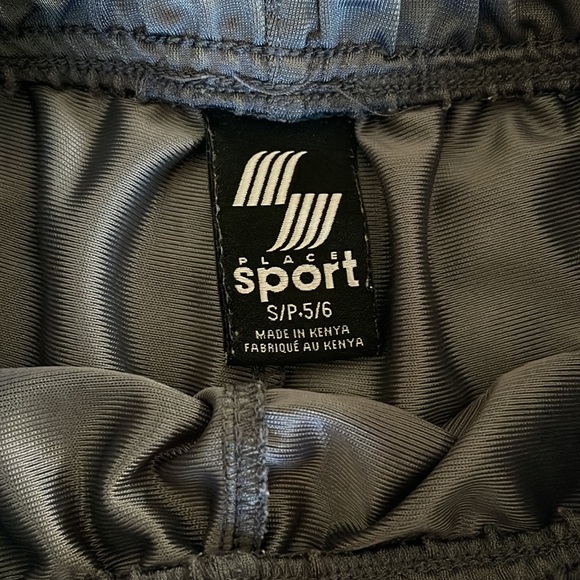 PLACE
sport
S/P•5/6
MADE IN KENYA
FABRIQUÉ AU KENYA